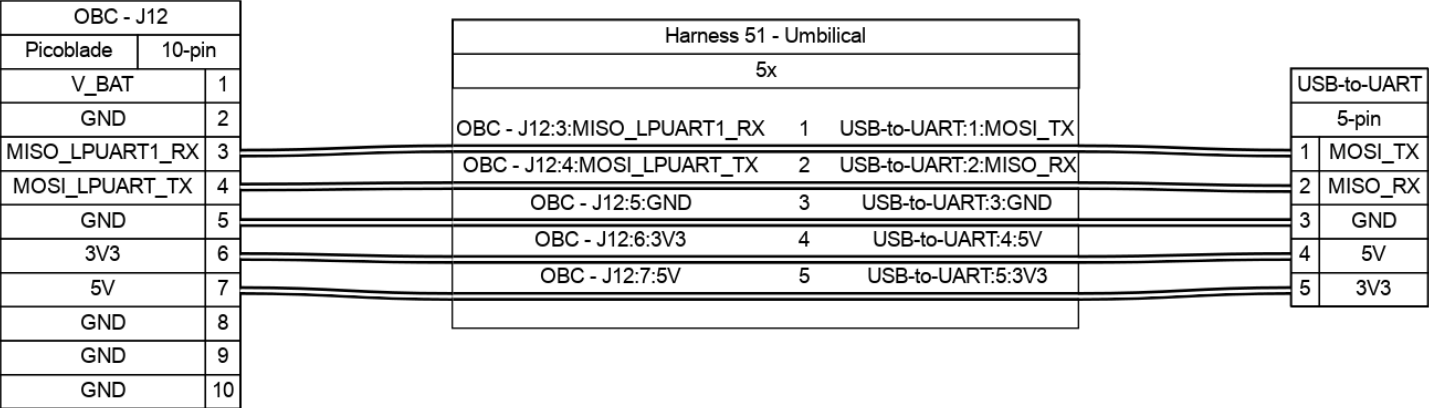 OBC - J12
Picoblade 10-pin
V_BAT 1
GND 2
MISO_LPUART1_RX 3
MOSI_LPUART_TX 4
GND 5
3V3 6
5V 7
GND 8
GND 9
GND 10
Harness 51 - Umbilical
5x
OBC - J12:3:MISO_LPUART1_RX 1 USB-to-UART:1:MOSI_TX
OBC - J12:4:MOSI_LPUART_TX 2 USB-to-UART:2:MISO_RX
OBC - J12:5:GND 3 USB-to-UART:3:GND
OBC - J12:6:3V3 4 USB-to-UART:4:5V
OBC - J12:7:5V 5 USB-to-UART:5:3V3
USB-to-UART
5-pin
1 MOSI_TX
2 MISO_RX
3 GND
4 5V
5 3V3